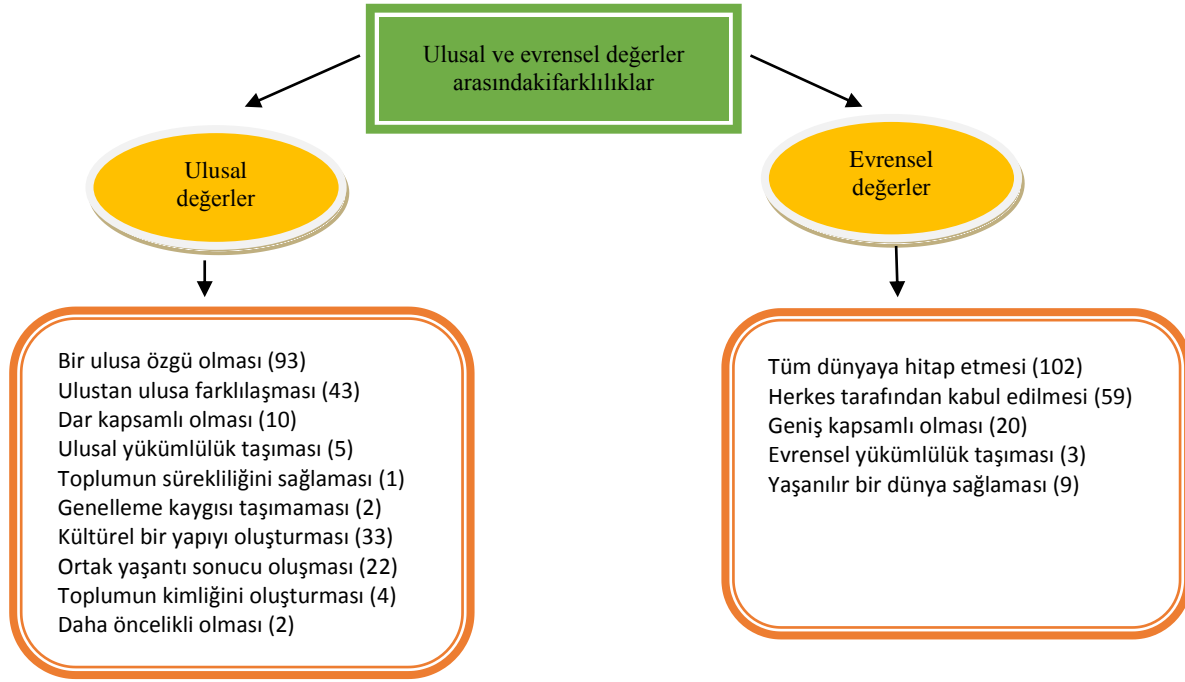 Ulusal ve evrensel değerler
arasındakifarklılıklar
Ulusal
değerler
Evrensel
değerler
Bir ulusa özgü olması (93)
Ulustan ulusa farklılaşması (43)
Dar kapsamlı olması (10)
Ulusal yükümlülük taşıması (5)
Toplumun sürekliliğini sağlaması (1)
Genelleme kaygısı taşımaması (2)
Kültürel bir yapıyı oluşturması (33)
Ortak yaşantı sonucu oluşması (22)
Toplumun kimliğini oluşturması (4)
Daha öncelikli olması (2)
Tüm dünyaya hitap etmesi (102)
Herkes tarafından kabul edilmesi (59)
Geniş kapsamlı olması (20)
Evrensel yükümlülük taşıması (3)
Yaşanılır bir dünya sağlaması (9)